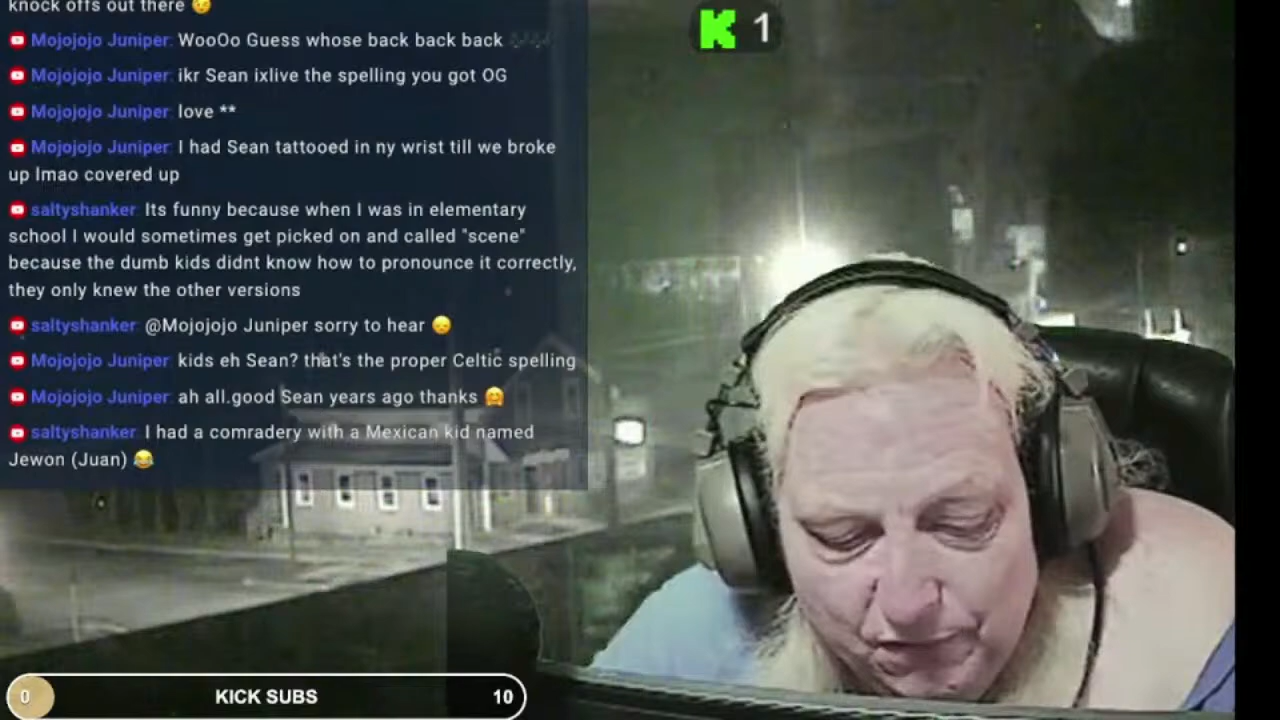 knock offs out there 😉
Mojojojo Juniper: WooOo Guess whose back back back 🎶🎶
Mojojojo Juniper: ikr Sean ixlive the spelling you got OG
Mojojojo Juniper: love **
Mojojojo Juniper: I had Sean tattooed in ny wrist till we broke
up lmao covered up
saltyshanker: Its funny because when I was in elementary
school I would sometimes get picked on and called "scene"
because the dumb kids didnt know how to pronounce it correctly,
they only knew the other versions
saltyshanker: @Mojojojo Juniper sorry to hear 😞
Mojojojo Juniper: kids eh Sean? that's the proper Celtic spelling
Mojojojo Juniper: ah all.good Sean years ago thanks 🤗
saltyshanker: I had a comradery with a Mexican kid named
Jewon (Juan) 😂
K 1
0 KICK SUBS 10